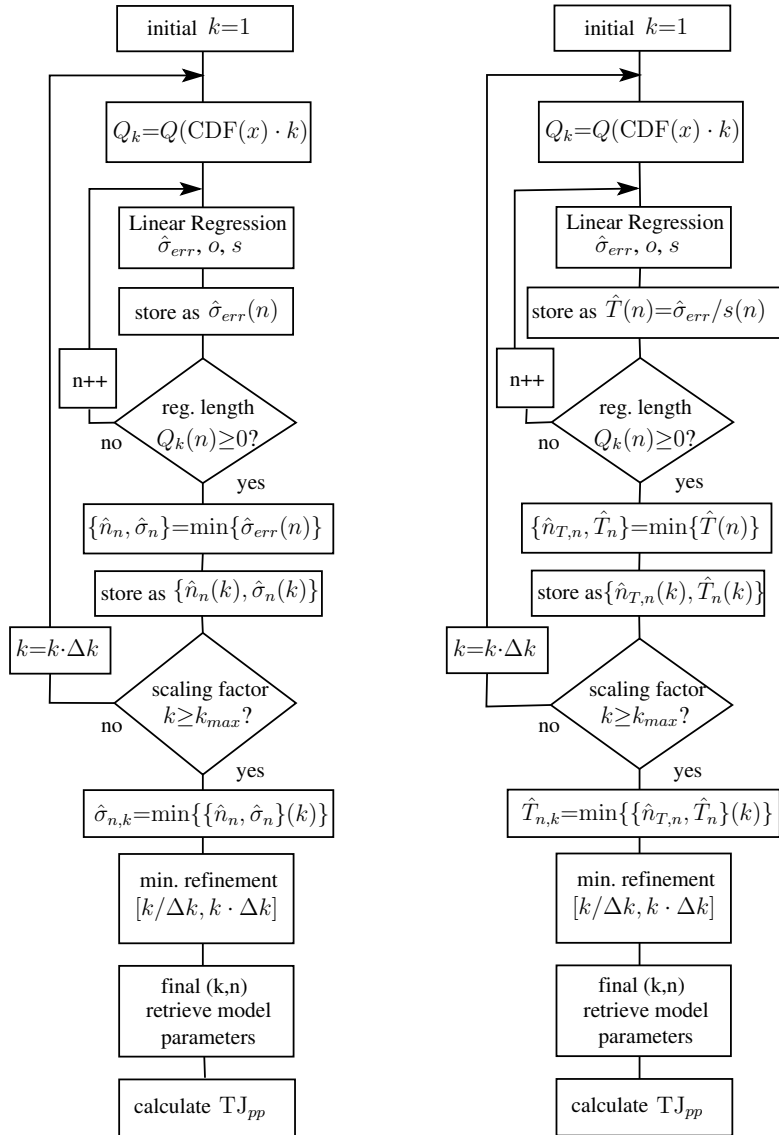 initial k=1
Q_k=Q(CDF(x) · k)
Linear Regression
σ̂_err, o, s
store as σ̂_err(n)
n++
reg. length
Q_k(n)≥0?
no
yes
{n̂_n, σ̂_n}=min{σ̂_err(n)}
store as {n̂_n(k), σ̂_n(k)}
k=k·Δk
scaling factor
k≥k_max?
no
yes
σ̂_n,k=min{{n̂_n, σ̂_n}(k)}
min. refinement
[k/Δk, k · Δk]
final (k,n)
retrieve model
parameters
calculate TJ_pp
initial k=1
Q_k=Q(CDF(x) · k)
Linear Regression
σ̂_err, o, s
store as T̂(n)=σ̂_err/s(n)
n++
reg. length
Q_k(n)≥0?
no
yes
{n̂_T,n, T̂_n}=min{T̂(n)}
store as{n̂_T,n(k), T̂_n(k)}
k=k·Δk
scaling factor
k≥k_max?
no
yes
T̂_n,k=min{{n̂_T,n, T̂_n}(k)}
min. refinement
[k/Δk, k · Δk]
final (k,n)
retrieve model
parameters
calculate TJ_pp